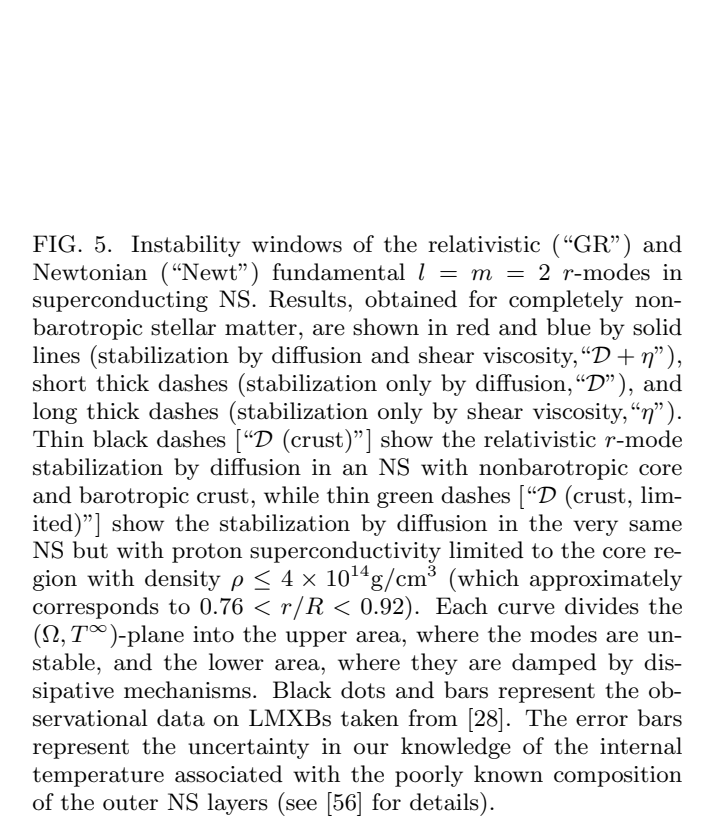 FIG. 5. Instability windows of the relativistic (“GR”) and
Newtonian (“Newt”) fundamental l = m = 2 r-modes in
superconducting NS. Results, obtained for completely non-
barotropic stellar matter, are shown in red and blue by solid
lines (stabilization by diffusion and shear viscosity,“𝒟 + η”),
short thick dashes (stabilization only by diffusion,“𝒟”), and
long thick dashes (stabilization only by shear viscosity,“η”).
Thin black dashes [“𝒟 (crust)”] show the relativistic r-mode
stabilization by diffusion in an NS with nonbarotropic core
and barotropic crust, while thin green dashes [“𝒟 (crust, lim-
ited)”] show the stabilization by diffusion in the very same
NS but with proton superconductivity limited to the core re-
gion with density ρ ≤ 4 × 10¹⁴g/cm³ (which approximately
corresponds to 0.76 < r/R < 0.92). Each curve divides the
(Ω, T^∞)-plane into the upper area, where the modes are un-
stable, and the lower area, where they are damped by dis-
sipative mechanisms. Black dots and bars represent the ob-
servational data on LMXBs taken from [28]. The error bars
represent the uncertainty in our knowledge of the internal
temperature associated with the poorly known composition
of the outer NS layers (see [56] for details).